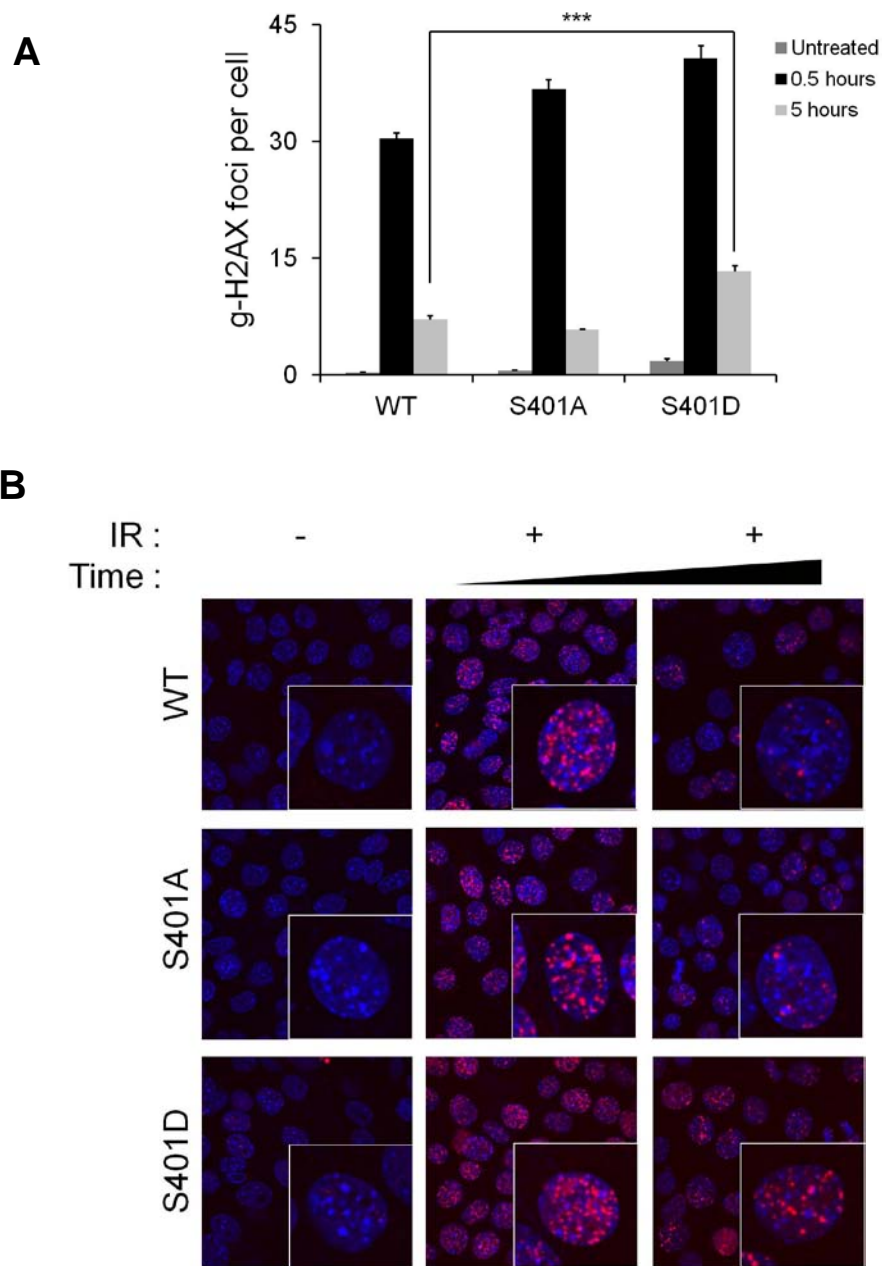 A
***
45
30
15
0
g-H2AX foci per cell
Untreated
0.5 hours
5 hours
WT
S401A
S401D
B
IR : - + +
Time :
WT
S401A
S401D